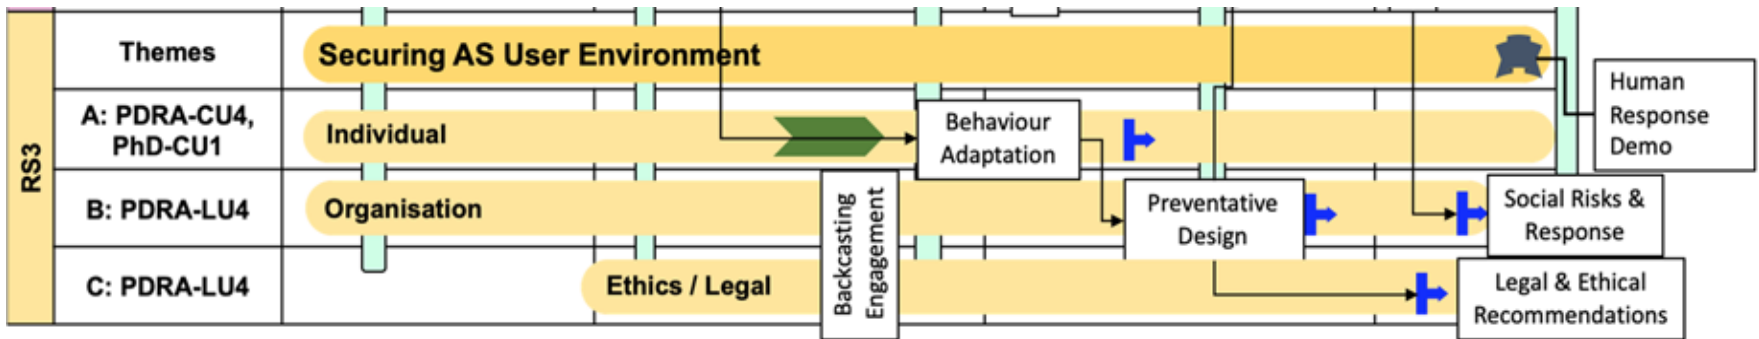 RS3
Themes
Securing AS User Environment
Human
Response
Demo
A: PDRA-CU4,
PhD-CU1
Individual
Behaviour
Adaptation
B: PDRA-LU4
Organisation
Backcasting
Engagement
Preventative
Design
Social Risks &
Response
C: PDRA-LU4
Ethics / Legal
Legal & Ethical
Recommendations